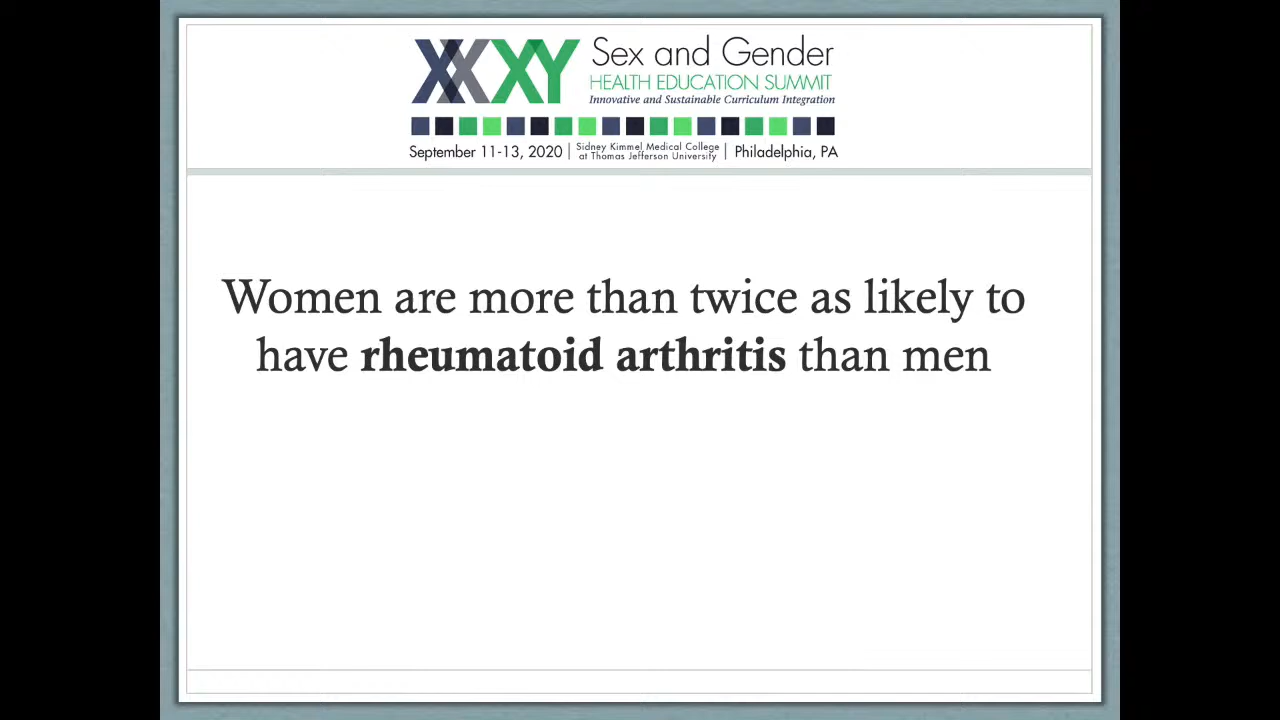 XX XY Sex and Gender
HEALTH EDUCATION SUMMIT
Innovative and Sustainable Curriculum Integration
September 11-13, 2020 | Sidney Kimmel Medical College at Thomas Jefferson University | Philadelphia, PA
Women are more than twice as likely to
have rheumatoid arthritis than men